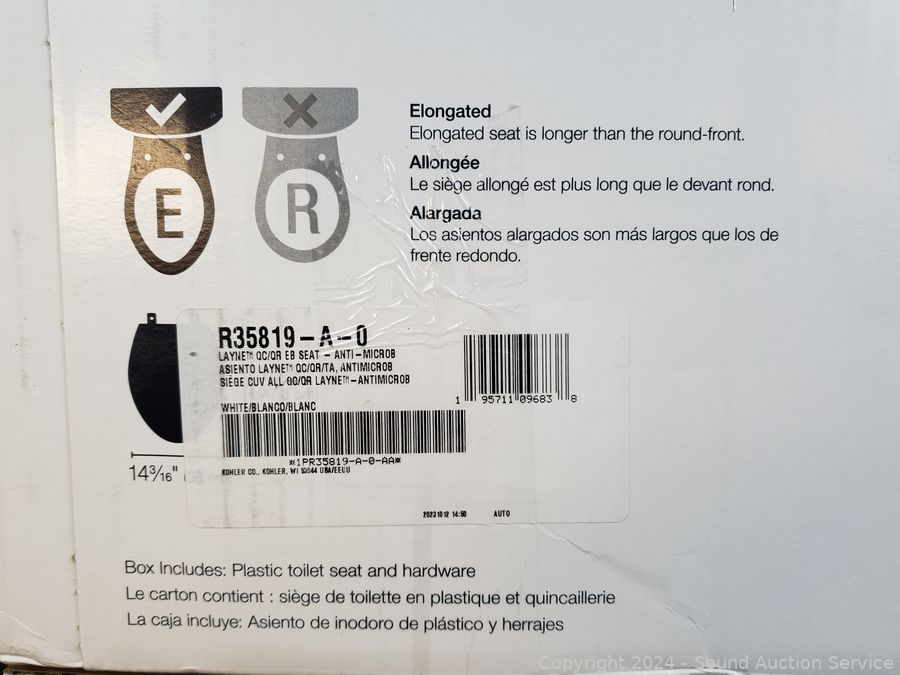 E
R
Elongated
Elongated seat is longer than the round-front.
Allongée
Le siège allongé est plus long que le devant rond.
Alargada
Los asientos alargados son más largos que los de
frente redondo.
R35819-A-0
LAYNE™ QC/QR EB SEAT - ANTI-MICROB
ASIENTO LAYNE™ QC/QR/TA, ANTIMICROB
SIÈGE CUV ALL QC/QR LAYNE™-ANTIMICROB
WHITE/BLANCO/BLANC
1 95711 09683 8
*1PR35819-A-0-AA*
KOHLER CO., KOHLER, WI 53044 USA/EEUU
14 3/16"
20231012 14:50 AUTO
Box Includes: Plastic toilet seat and hardware
Le carton contient : siège de toilette en plastique et quincaillerie
La caja incluye: Asiento de inodoro de plástico y herrajes
Copyright 2024 - Sound Auction Service